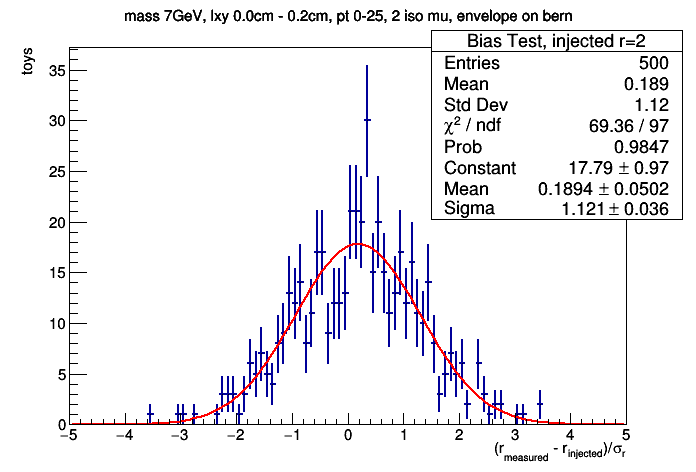 mass 7GeV, lxy 0.0cm - 0.2cm, pt 0-25, 2 iso mu, envelope on bern
Bias Test, injected r=2
Entries 500
Mean 0.189
Std Dev 1.12
χ² / ndf 69.36 / 97
Prob 0.9847
Constant 17.79 ± 0.97
Mean 0.1894 ± 0.0502
Sigma 1.121 ± 0.036
toys
35
30
25
20
15
10
5
0
−5 −4 −3 −2 −1 0 1 2 3 4 5
(r_measured - r_injected)/σ_r